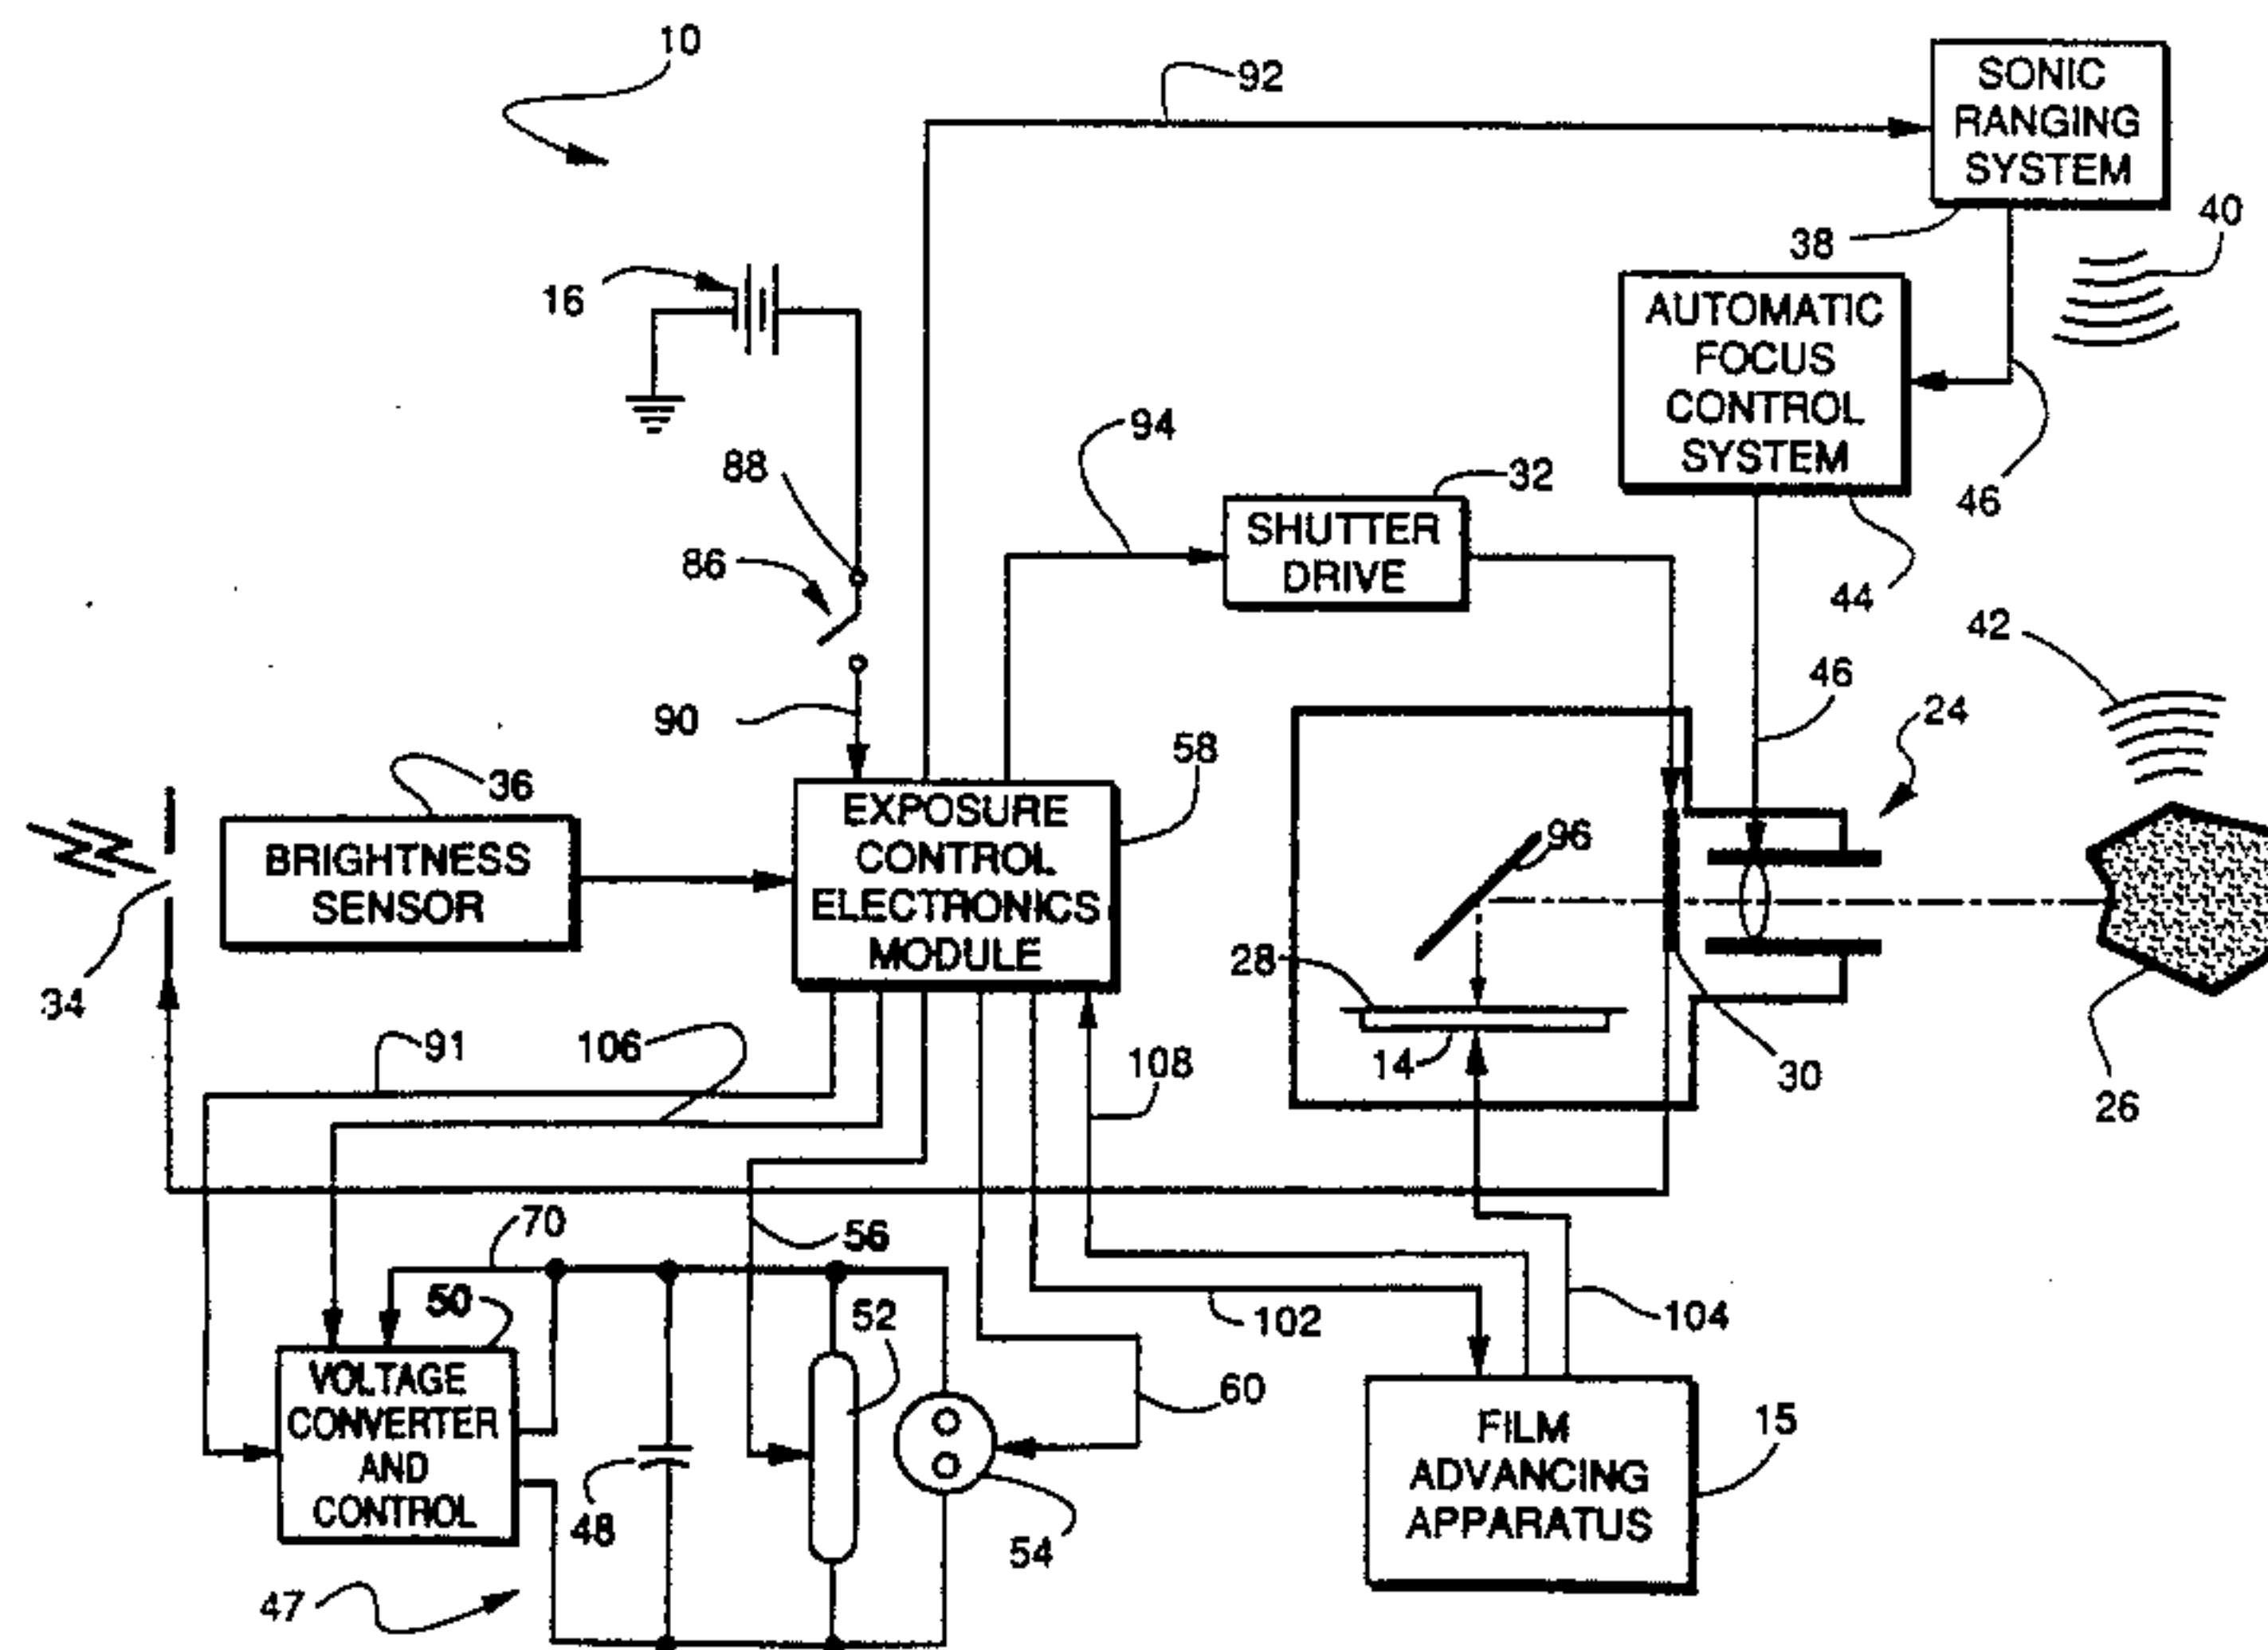 10
92
SONIC
RANGING
SYSTEM
38
40
16
AUTOMATIC
FOCUS
CONTROL
SYSTEM
46
44
88
94
32
SHUTTER
DRIVE
86
42
90
46
24
36
58
BRIGHTNESS
SENSOR
EXPOSURE
CONTROL
ELECTRONICS
MODULE
96
34
28
14
30
26
91
106
108
70
56
50
52
102
104
VOLTAGE
CONVERTER
AND
CONTROL
60
48
54
FILM
ADVANCING
APPARATUS
15
47